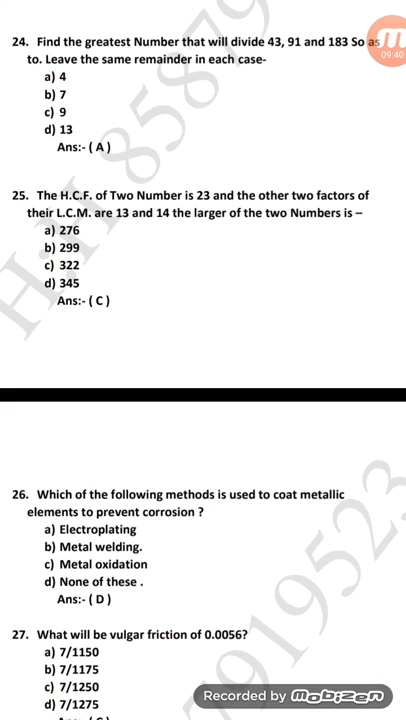 24. Find the greatest Number that will divide 43, 91 and 183 So as
to. Leave the same remainder in each case-
a) 4
b) 7
c) 9
d) 13
Ans:- ( A )
25. The H.C.F. of Two Number is 23 and the other two factors of
their L.C.M. are 13 and 14 the larger of the two Numbers is –
a) 276
b) 299
c) 322
d) 345
Ans:- ( C )
26. Which of the following methods is used to coat metallic
elements to prevent corrosion ?
a) Electroplating
b) Metal welding.
c) Metal oxidation
d) None of these .
Ans:- ( D )
27. What will be vulgar friction of 0.0056?
a) 7/1150
b) 7/1175
c) 7/1250
d) 7/1275
09:40
Recorded by mobizen